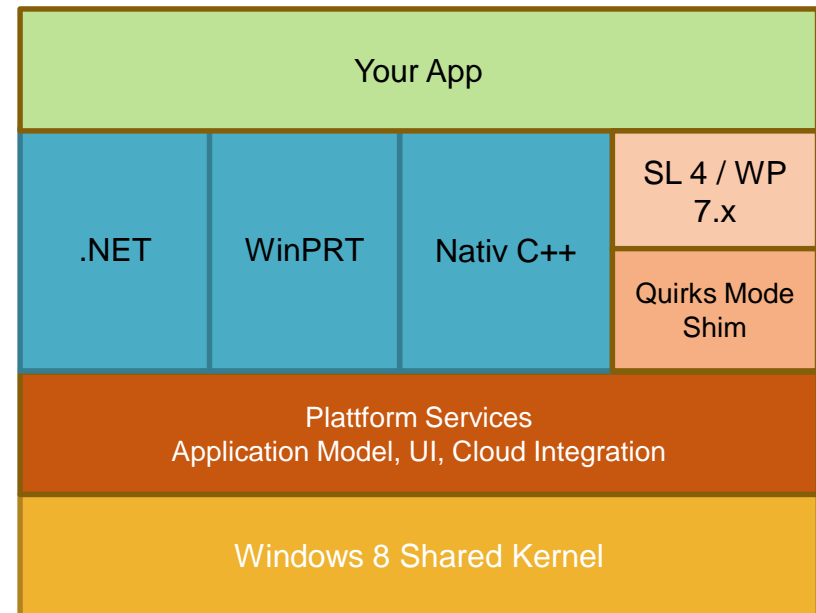 Your App
.NET
WinPRT
Nativ C++
SL 4 / WP
7.x
Quirks Mode
Shim
Plattform Services
Application Model, UI, Cloud Integration
Windows 8 Shared Kernel